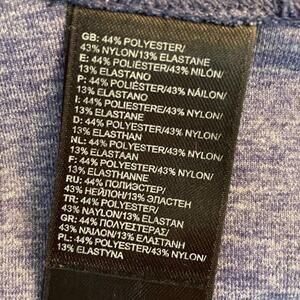 GB: 44% POLYESTER/
43% NYLON/13% ELASTANE
E: 44% POLIÉSTER/43% NILÓN/
13% ELASTANO
P: 44% POLIÉSTER/43% NÁILON/
13% ELASTANO
I: 44% POLIESTERE/43% NYLON/
13% ELASTANE
D: 44% POLYESTER/43% NYLON/
13% ELASTHAN
NL: 44% POLYESTER/43% NYLON/
13% ELASTAAN
F: 44% POLYESTER/43% NYLON/
13% ELASTHANNE
RU: 44% ПОЛИЭСТЕР/
43% НЕЙЛОН/13% ЭЛАСТЕН
TR: 44% POLYESTER/
43% NAYLON/13% ELASTAN
GR: 44% ΠΟΛΥΕΣΤΕΡΑΣ/
43% ΝΑΪΛΟΝ/13% ΕΛΑΣΤΑΝΗ
PL: 44% POLYESTER/43% NYLON/
13% ELASTYNA